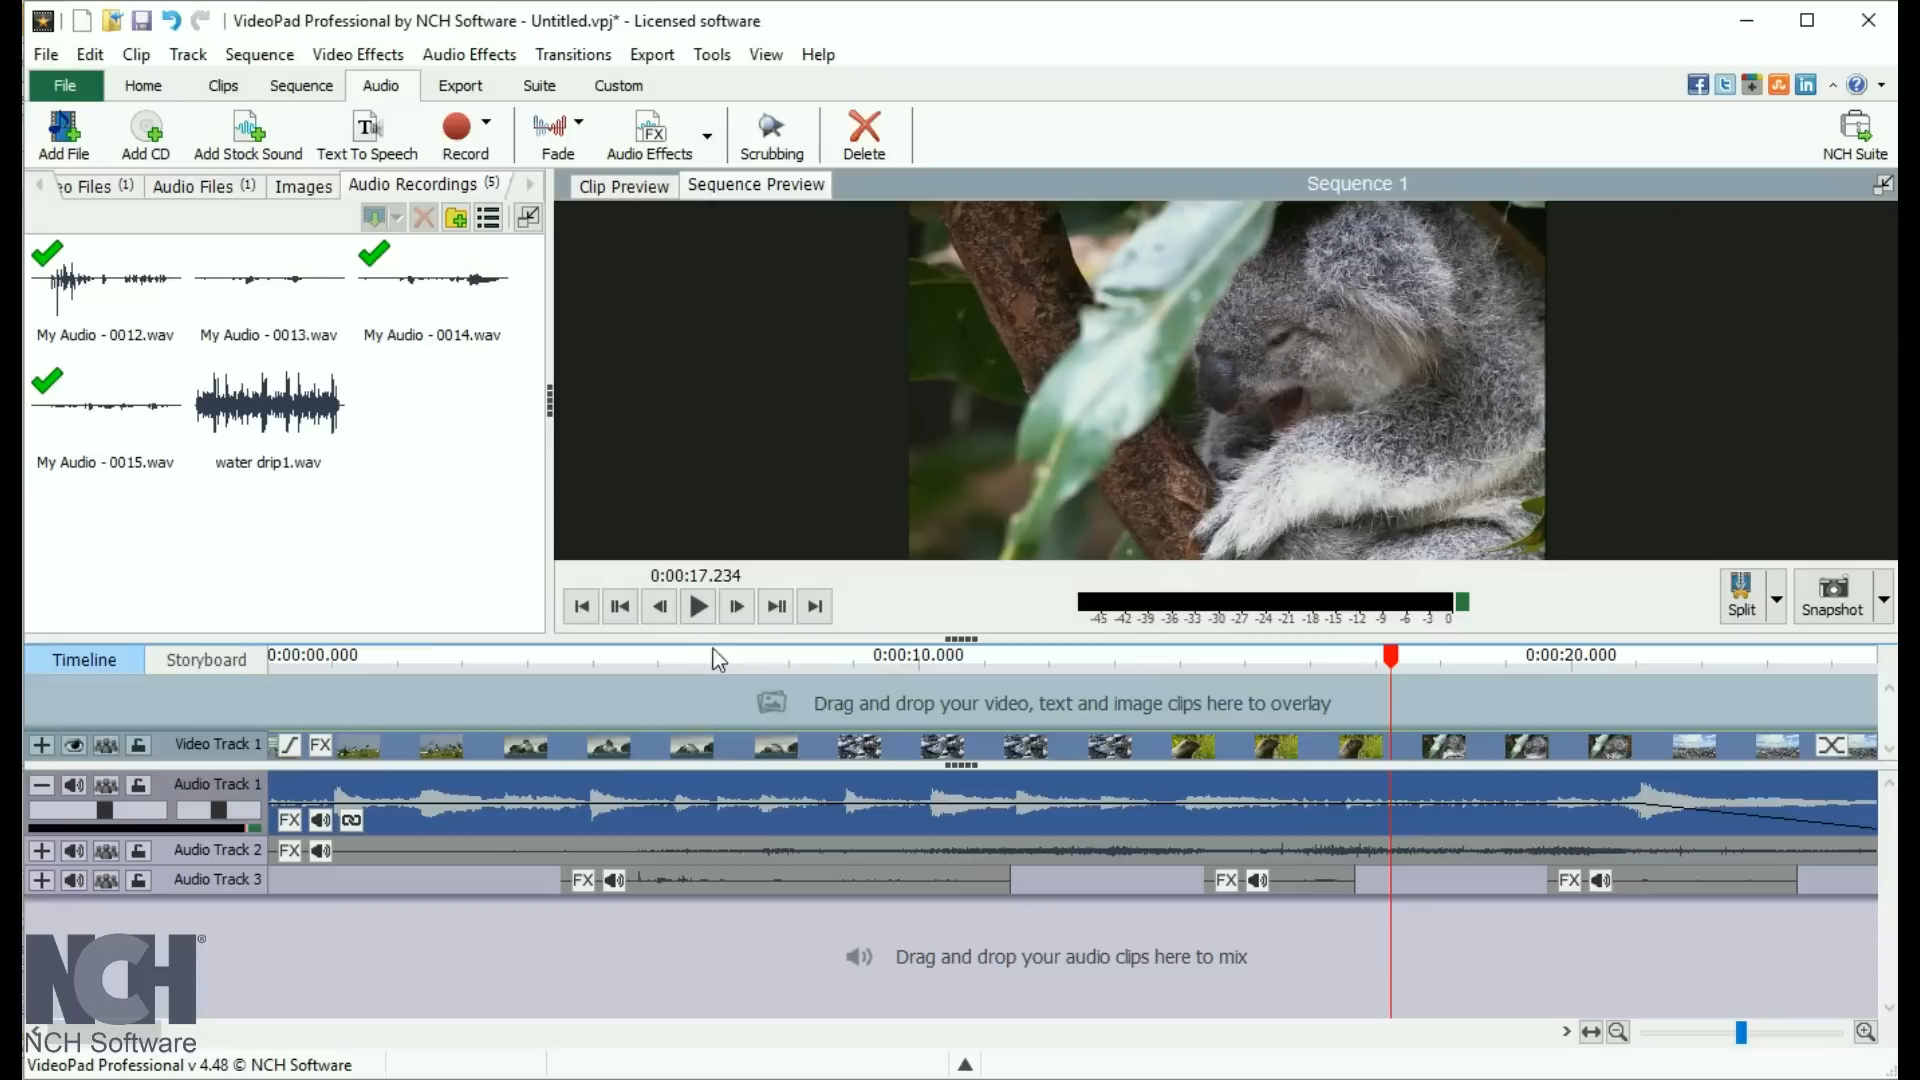 VideoPad Professional by NCH Software - Untitled.vpj* - Licensed software
File Edit Clip Track Sequence Video Effects Audio Effects Transitions Export Tools View Help
File Home Clips Sequence Audio Export Suite Custom
Add File Add CD Add Stock Sound Text To Speech Record Fade Audio Effects Scrubbing Delete NCH Suite
eo Files (1) Audio Files (1) Images Audio Recordings (5) Clip Preview Sequence Preview Sequence 1
My Audio - 0012.wav My Audio - 0013.wav My Audio - 0014.wav
My Audio - 0015.wav water drip1.wav
0:00:17.234
Split Snapshot
-45 -42 -39 -36 -33 -30 -27 -24 -21 -18 -15 -12 -9 -6 -3 0
Timeline Storyboard 0:00:00.000 0:00:10.000 0:00:20.000
Drag and drop your video, text and image clips here to overlay
Video Track 1 FX
Audio Track 1
FX
Audio Track 2 FX
Audio Track 3 FX FX FX
Drag and drop your audio clips here to mix
NCH®
NCH Software
VideoPad Professional v 4.48 © NCH Software